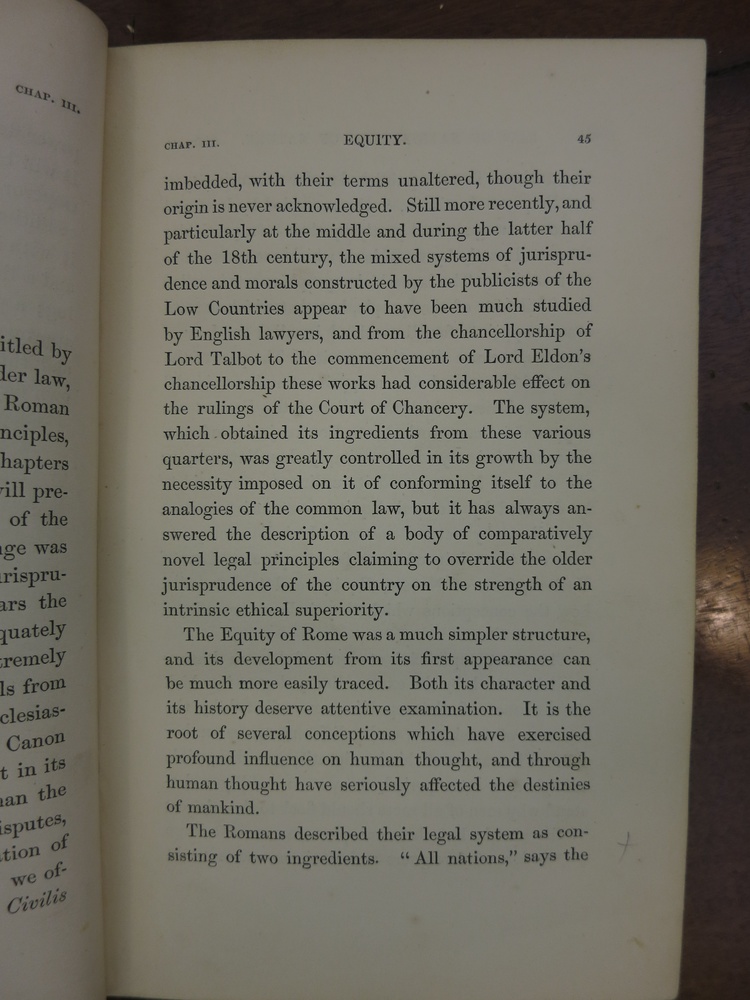 CHAP. III.
itled by
der law,
Roman
nciples,
hapters
will pre-
of the
ge was
rispru-
ars the
quately
tremely
ls from
clesias-
Canon
t in its
han the
isputes,
ation of
we of-
Civilis
CHAP. III. EQUITY. 45
imbedded, with their terms unaltered, though their
origin is never acknowledged. Still more recently, and
particularly at the middle and during the latter half
of the 18th century, the mixed systems of jurispru-
dence and morals constructed by the publicists of the
Low Countries appear to have been much studied
by English lawyers, and from the chancellorship of
Lord Talbot to the commencement of Lord Eldon's
chancellorship these works had considerable effect on
the rulings of the Court of Chancery. The system,
which obtained its ingredients from these various
quarters, was greatly controlled in its growth by the
necessity imposed on it of conforming itself to the
analogies of the common law, but it has always an-
swered the description of a body of comparatively
novel legal principles claiming to override the older
jurisprudence of the country on the strength of an
intrinsic ethical superiority.
The Equity of Rome was a much simpler structure,
and its development from its first appearance can
be much more easily traced. Both its character and
its history deserve attentive examination. It is the
root of several conceptions which have exercised
profound influence on human thought, and through
human thought have seriously affected the destinies
of mankind.
The Romans described their legal system as con-
sisting of two ingredients. "All nations," says the